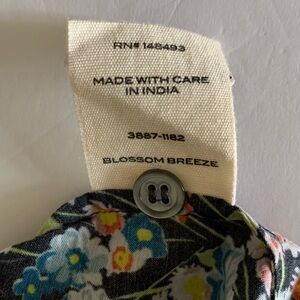 RN# 148493
MADE WITH CARE
IN INDIA
3887-1182
BLOSSOM BREEZE